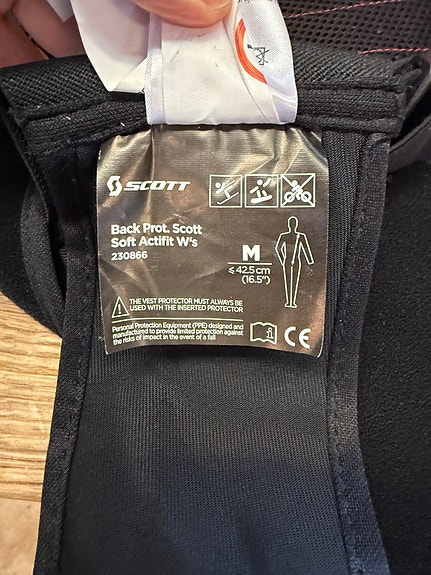 SCOTT
Back Prot. Scott
Soft Actifit W's
230866
M
≤ 42.5 cm
(16.5")
THE VEST PROTECTOR MUST ALWAYS BE
USED WITH THE INSERTED PROTECTOR
Personal Protection Equipment (PPE) designed and
manufactured to provide limited protection against
the risks of impact in the event of a fall
i
CE